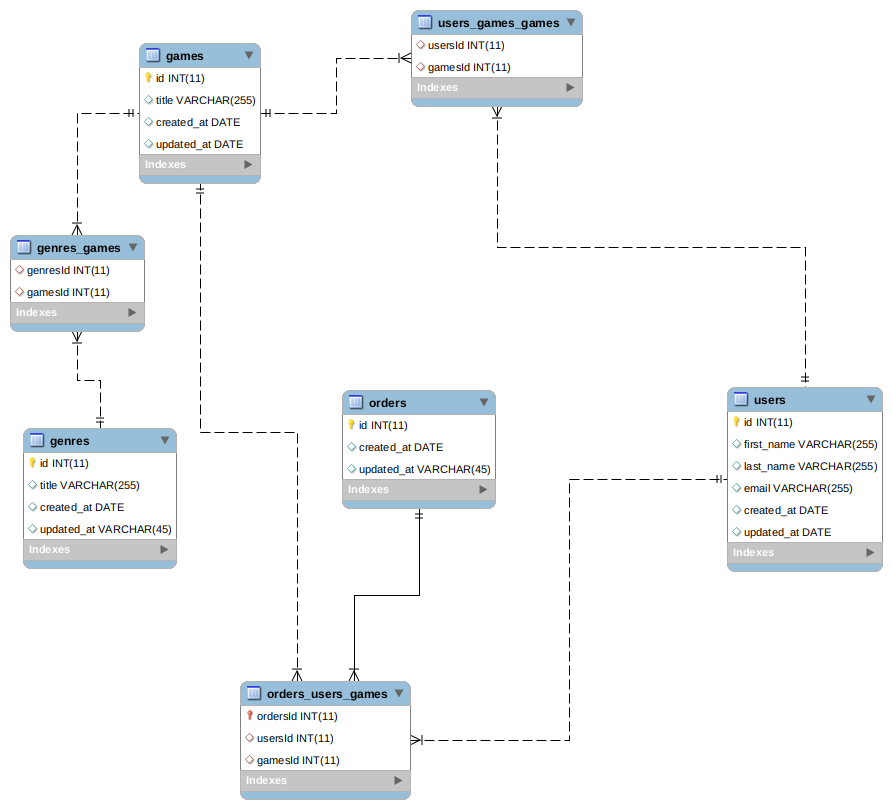 users_games_games
usersId INT(11)
gamesId INT(11)
Indexes
games
id INT(11)
title VARCHAR(255)
created_at DATE
updated_at DATE
Indexes
genres_games
genresId INT(11)
gamesId INT(11)
Indexes
genres
id INT(11)
title VARCHAR(255)
created_at DATE
updated_at VARCHAR(45)
Indexes
orders
id INT(11)
created_at DATE
updated_at VARCHAR(45)
Indexes
users
id INT(11)
first_name VARCHAR(255)
last_name VARCHAR(255)
email VARCHAR(255)
created_at DATE
updated_at DATE
Indexes
orders_users_games
ordersId INT(11)
usersId INT(11)
gamesId INT(11)
Indexes